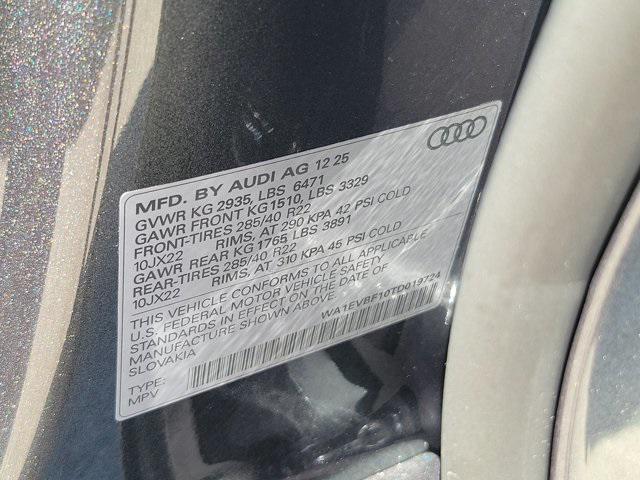 MFD. BY AUDI AG 12 25
GVWR KG 2935, LBS 6471
GAWR FRONT KG1510, LBS 3329
FRONT-TIRES 285/40 R22
10JX22 RIMS, AT 290 KPA 42 PSI COLD
GAWR REAR KG 1765 LBS 3891
REAR-TIRES 285/40 R22
10JX22 RIMS, AT 310 KPA 45 PSI COLD
THIS VEHICLE CONFORMS TO ALL APPLICABLE
U.S. FEDERAL MOTOR VEHICLE SAFETY
STANDARDS IN EFFECT ON THE DATE OF
MANUFACTURE SHOWN ABOVE.
SLOVAKIA
WA1EVBF10TD019724
TYPE:
MPV